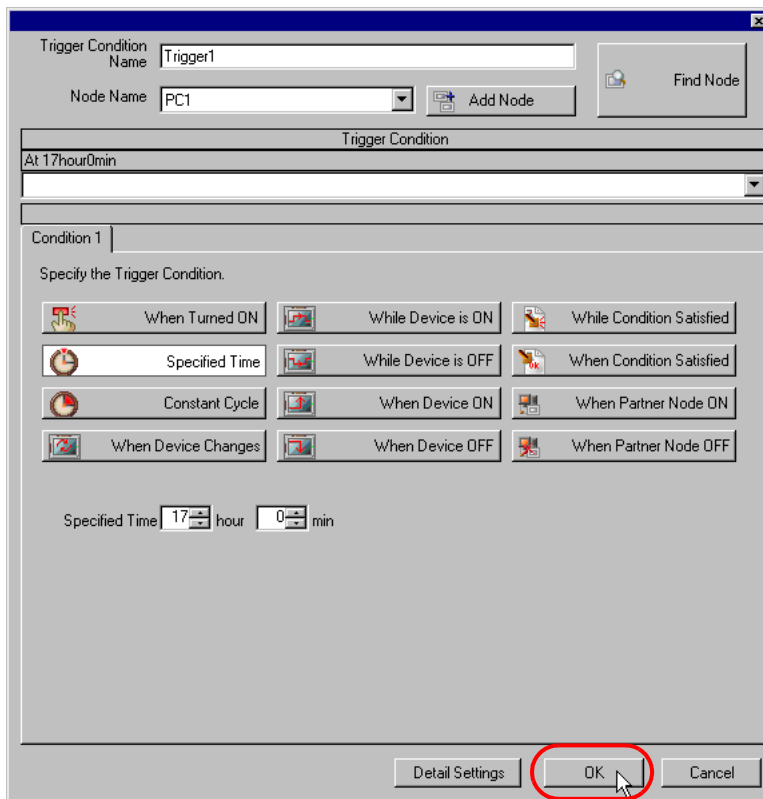 Trigger Condition
Name
Trigger1
Find Node
Node Name
PC1
Add Node
Trigger Condition
At 17hour0min
Condition 1
Specify the Trigger Condition.
When Turned ON
While Device is ON
While Condition Satisfied
Specified Time
While Device is OFF
When Condition Satisfied
Constant Cycle
When Device ON
When Partner Node ON
When Device Changes
When Device OFF
When Partner Node OFF
Specified Time 17 hour 0 min
Detail Settings
OK
Cancel